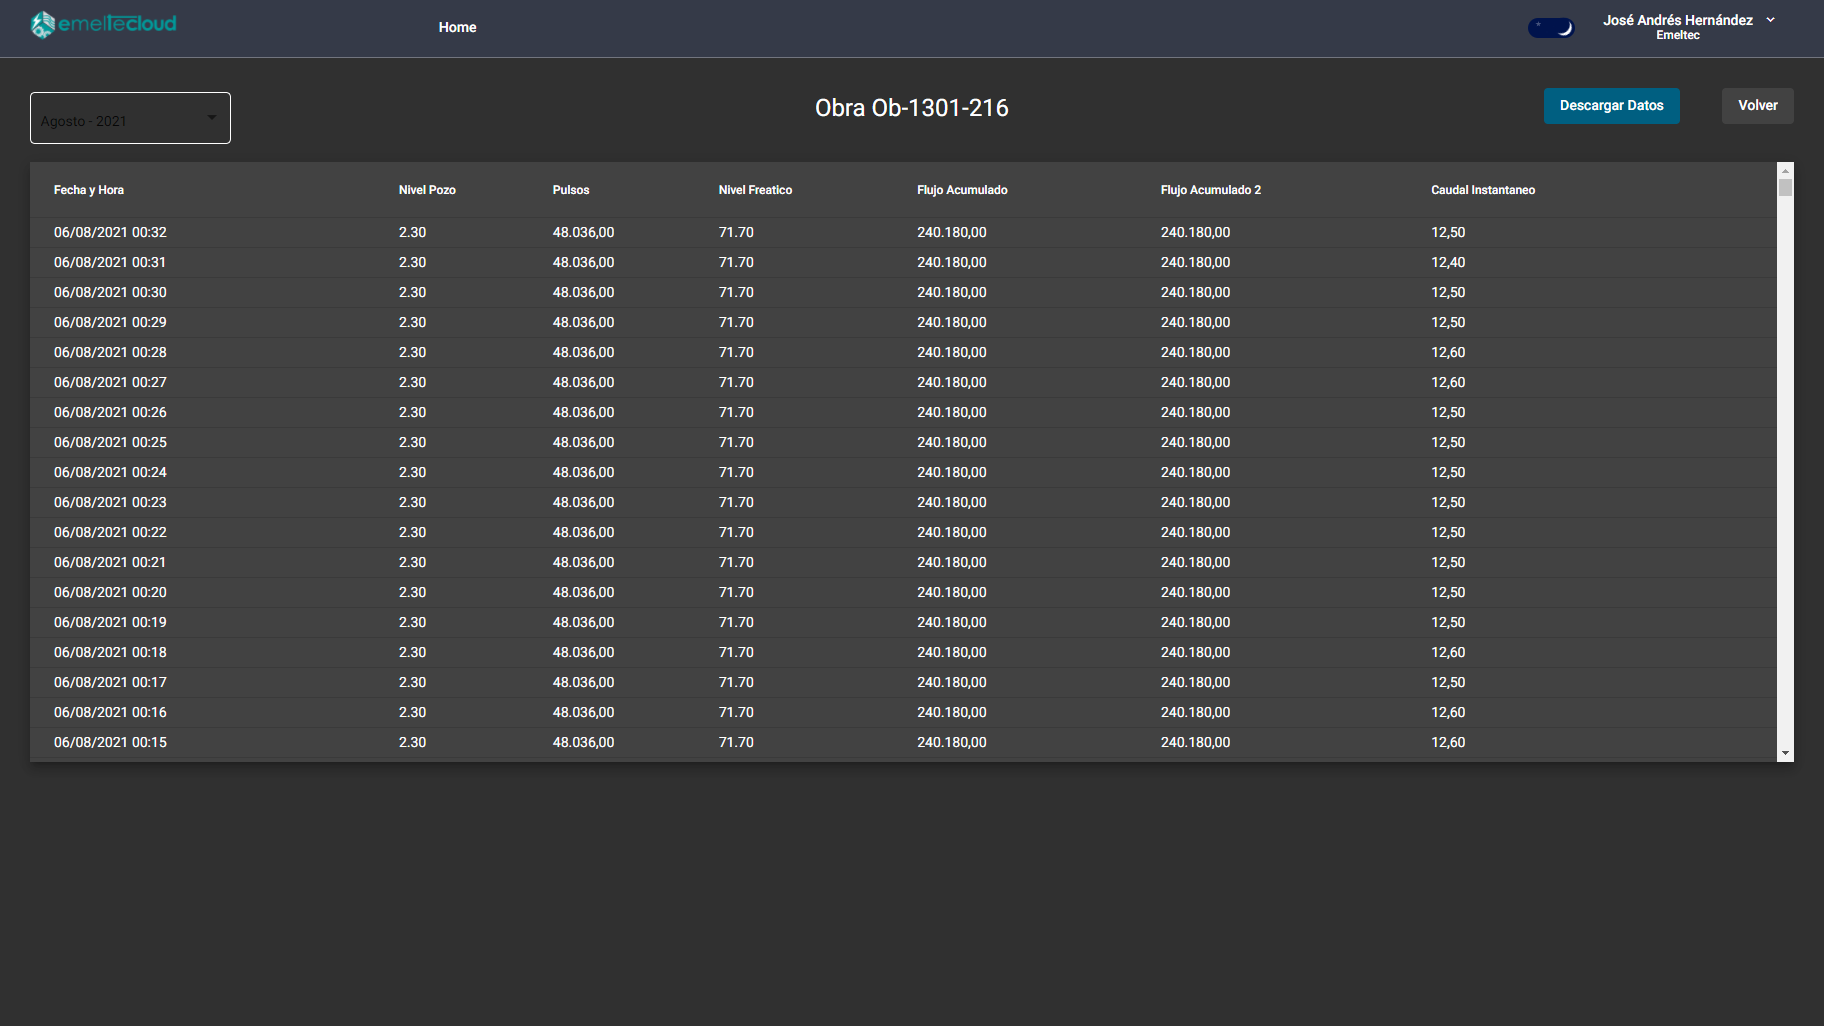 emeltecloud
Home
José Andrés Hernández
Emeltec
Agosto - 2021
Obra Ob-1301-216
Descargar Datos
Volver
Fecha y Hora Nivel Pozo Pulsos Nivel Freatico Flujo Acumulado Flujo Acumulado 2 Caudal Instantaneo
06/08/2021 00:32 2.30 48.036,00 71.70 240.180,00 240.180,00 12,50
06/08/2021 00:31 2.30 48.036,00 71.70 240.180,00 240.180,00 12,40
06/08/2021 00:30 2.30 48.036,00 71.70 240.180,00 240.180,00 12,50
06/08/2021 00:29 2.30 48.036,00 71.70 240.180,00 240.180,00 12,50
06/08/2021 00:28 2.30 48.036,00 71.70 240.180,00 240.180,00 12,60
06/08/2021 00:27 2.30 48.036,00 71.70 240.180,00 240.180,00 12,60
06/08/2021 00:26 2.30 48.036,00 71.70 240.180,00 240.180,00 12,50
06/08/2021 00:25 2.30 48.036,00 71.70 240.180,00 240.180,00 12,50
06/08/2021 00:24 2.30 48.036,00 71.70 240.180,00 240.180,00 12,50
06/08/2021 00:23 2.30 48.036,00 71.70 240.180,00 240.180,00 12,50
06/08/2021 00:22 2.30 48.036,00 71.70 240.180,00 240.180,00 12,50
06/08/2021 00:21 2.30 48.036,00 71.70 240.180,00 240.180,00 12,50
06/08/2021 00:20 2.30 48.036,00 71.70 240.180,00 240.180,00 12,50
06/08/2021 00:19 2.30 48.036,00 71.70 240.180,00 240.180,00 12,50
06/08/2021 00:18 2.30 48.036,00 71.70 240.180,00 240.180,00 12,60
06/08/2021 00:17 2.30 48.036,00 71.70 240.180,00 240.180,00 12,50
06/08/2021 00:16 2.30 48.036,00 71.70 240.180,00 240.180,00 12,60
06/08/2021 00:15 2.30 48.036,00 71.70 240.180,00 240.180,00 12,60